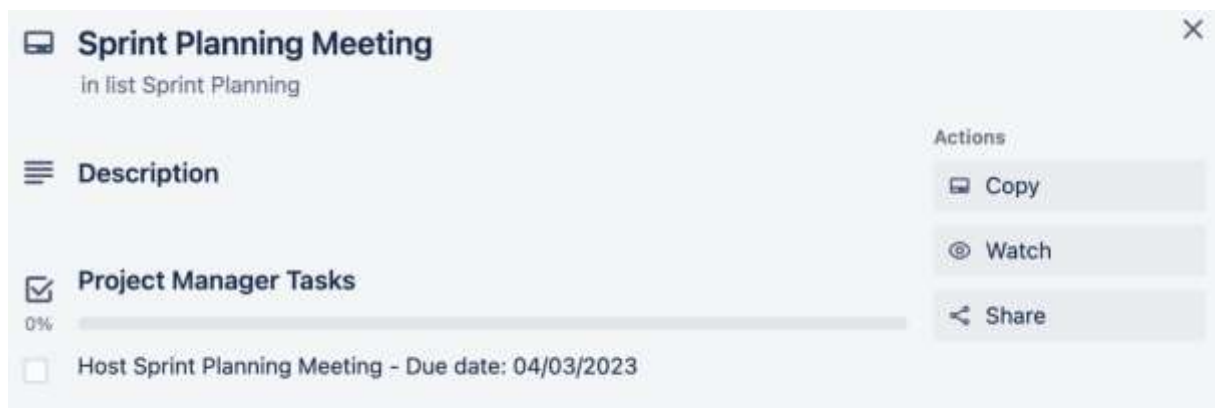 Sprint Planning Meeting
in list Sprint Planning
Description
Project Manager Tasks
0%
Host Sprint Planning Meeting - Due date: 04/03/2023
Actions
Copy
Watch
Share